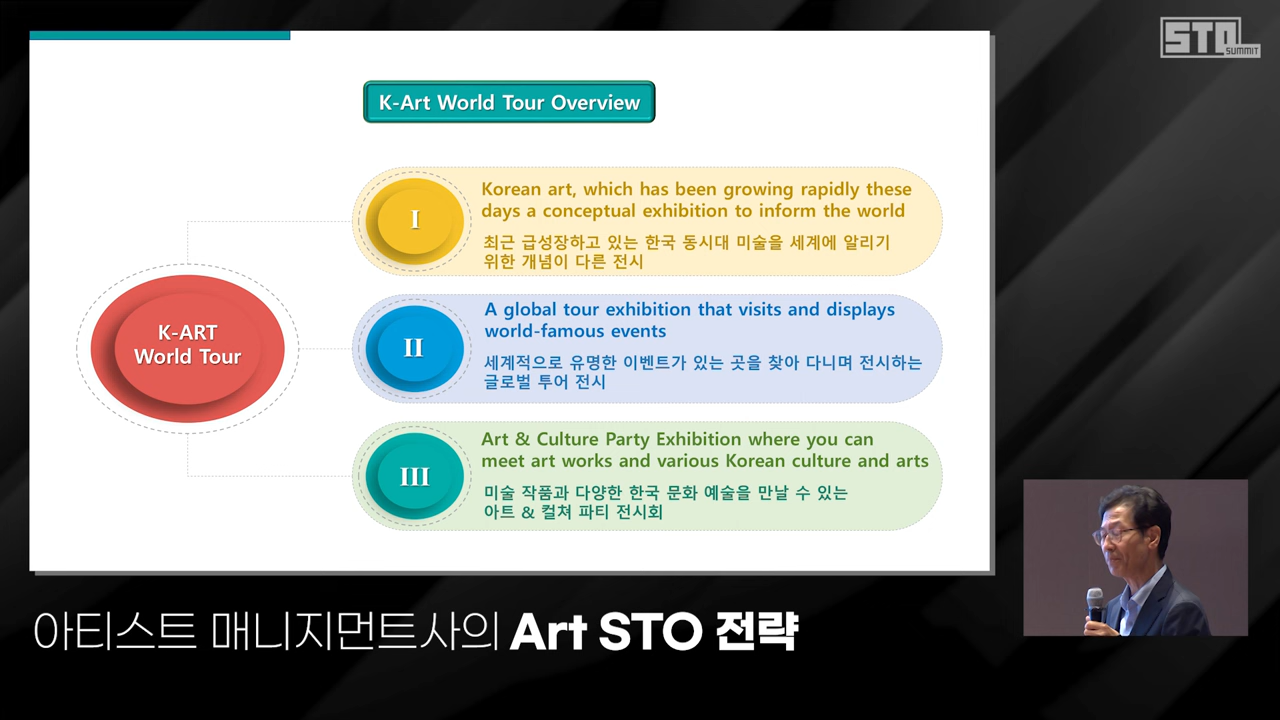 STO
SUMMIT
K-Art World Tour Overview
K-ART
World Tour
I
Korean art, which has been growing rapidly these
days a conceptual exhibition to inform the world
최근 급성장하고 있는 한국 동시대 미술을 세계에 알리기
위한 개념이 다른 전시
II
A global tour exhibition that visits and displays
world-famous events
세계적으로 유명한 이벤트가 있는 곳을 찾아 다니며 전시하는
글로벌 투어 전시
III
Art & Culture Party Exhibition where you can
meet art works and various Korean culture and arts
미술 작품과 다양한 한국 문화 예술을 만날 수 있는
아트 & 컬쳐 파티 전시회
아티스트 매니지먼트사의 Art STO 전략